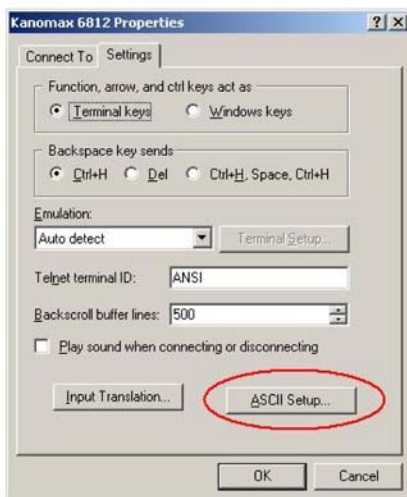 Kanomax 6812 Properties
Connect To Settings
Function, arrow, and ctrl keys act as
Terminal keys Windows keys
Backspace key sends
Ctrl+H Del Ctrl+H, Space, Ctrl+H
Emulation:
Auto detect Terminal Setup...
Telnet terminal ID: ANSI
Backscroll buffer lines: 500
Play sound when connecting or disconnecting
Input Translation... ASCII Setup...
OK Cancel